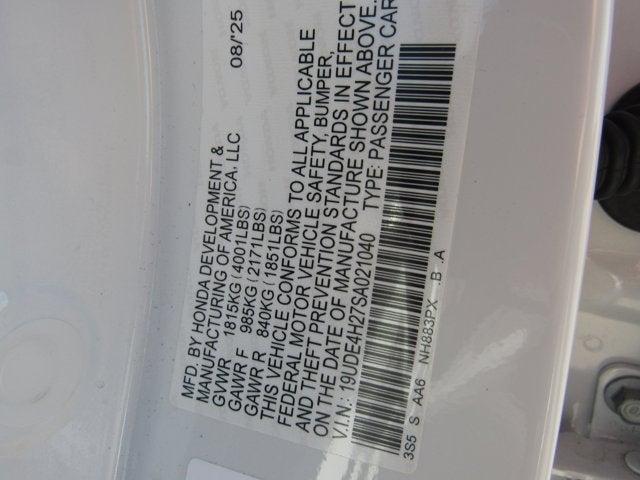 MFD. BY HONDA DEVELOPMENT &
MANUFACTURING OF AMERICA, LLC 08/'25
GVWR 1815KG (4001LBS)
GAWR F 985KG (2171LBS)
GAWR R 840KG (1851LBS)
THIS VEHICLE CONFORMS TO ALL APPLICABLE
FEDERAL MOTOR VEHICLE SAFETY, BUMPER,
AND THEFT PREVENTION STANDARDS IN EFFECT
ON THE DATE OF MANUFACTURE SHOWN ABOVE.
V.I.N.: 19UDE4H27SA021040 TYPE: PASSENGER CAR
3S5 S AA6 NH883PX B A